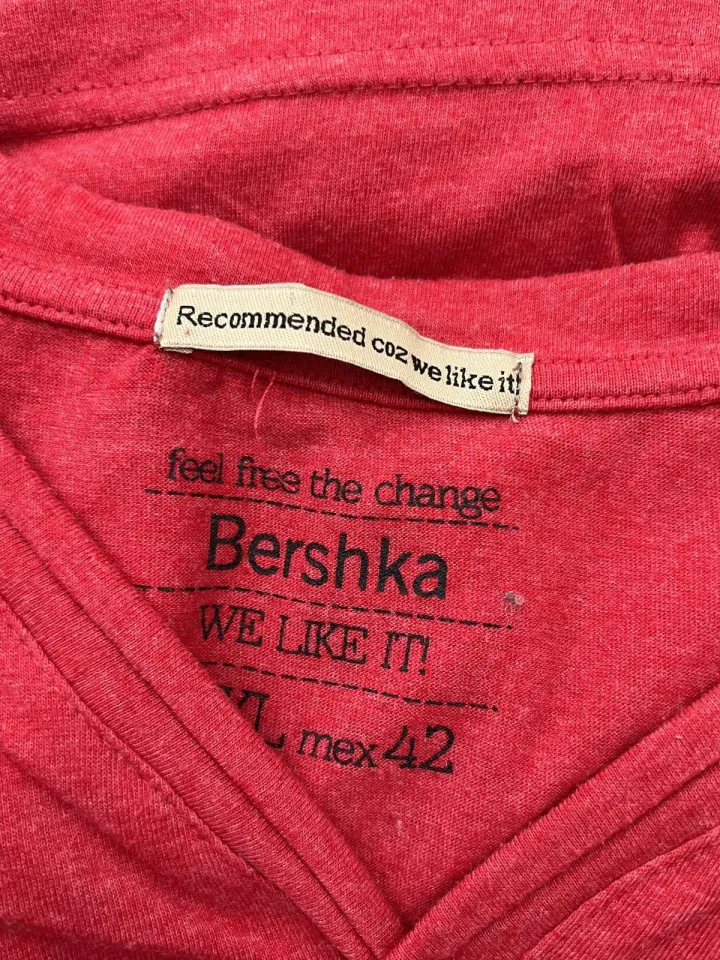 Recommended coz we like it!
feel free the change
Bershka
WE LIKE IT!
XL mex 42